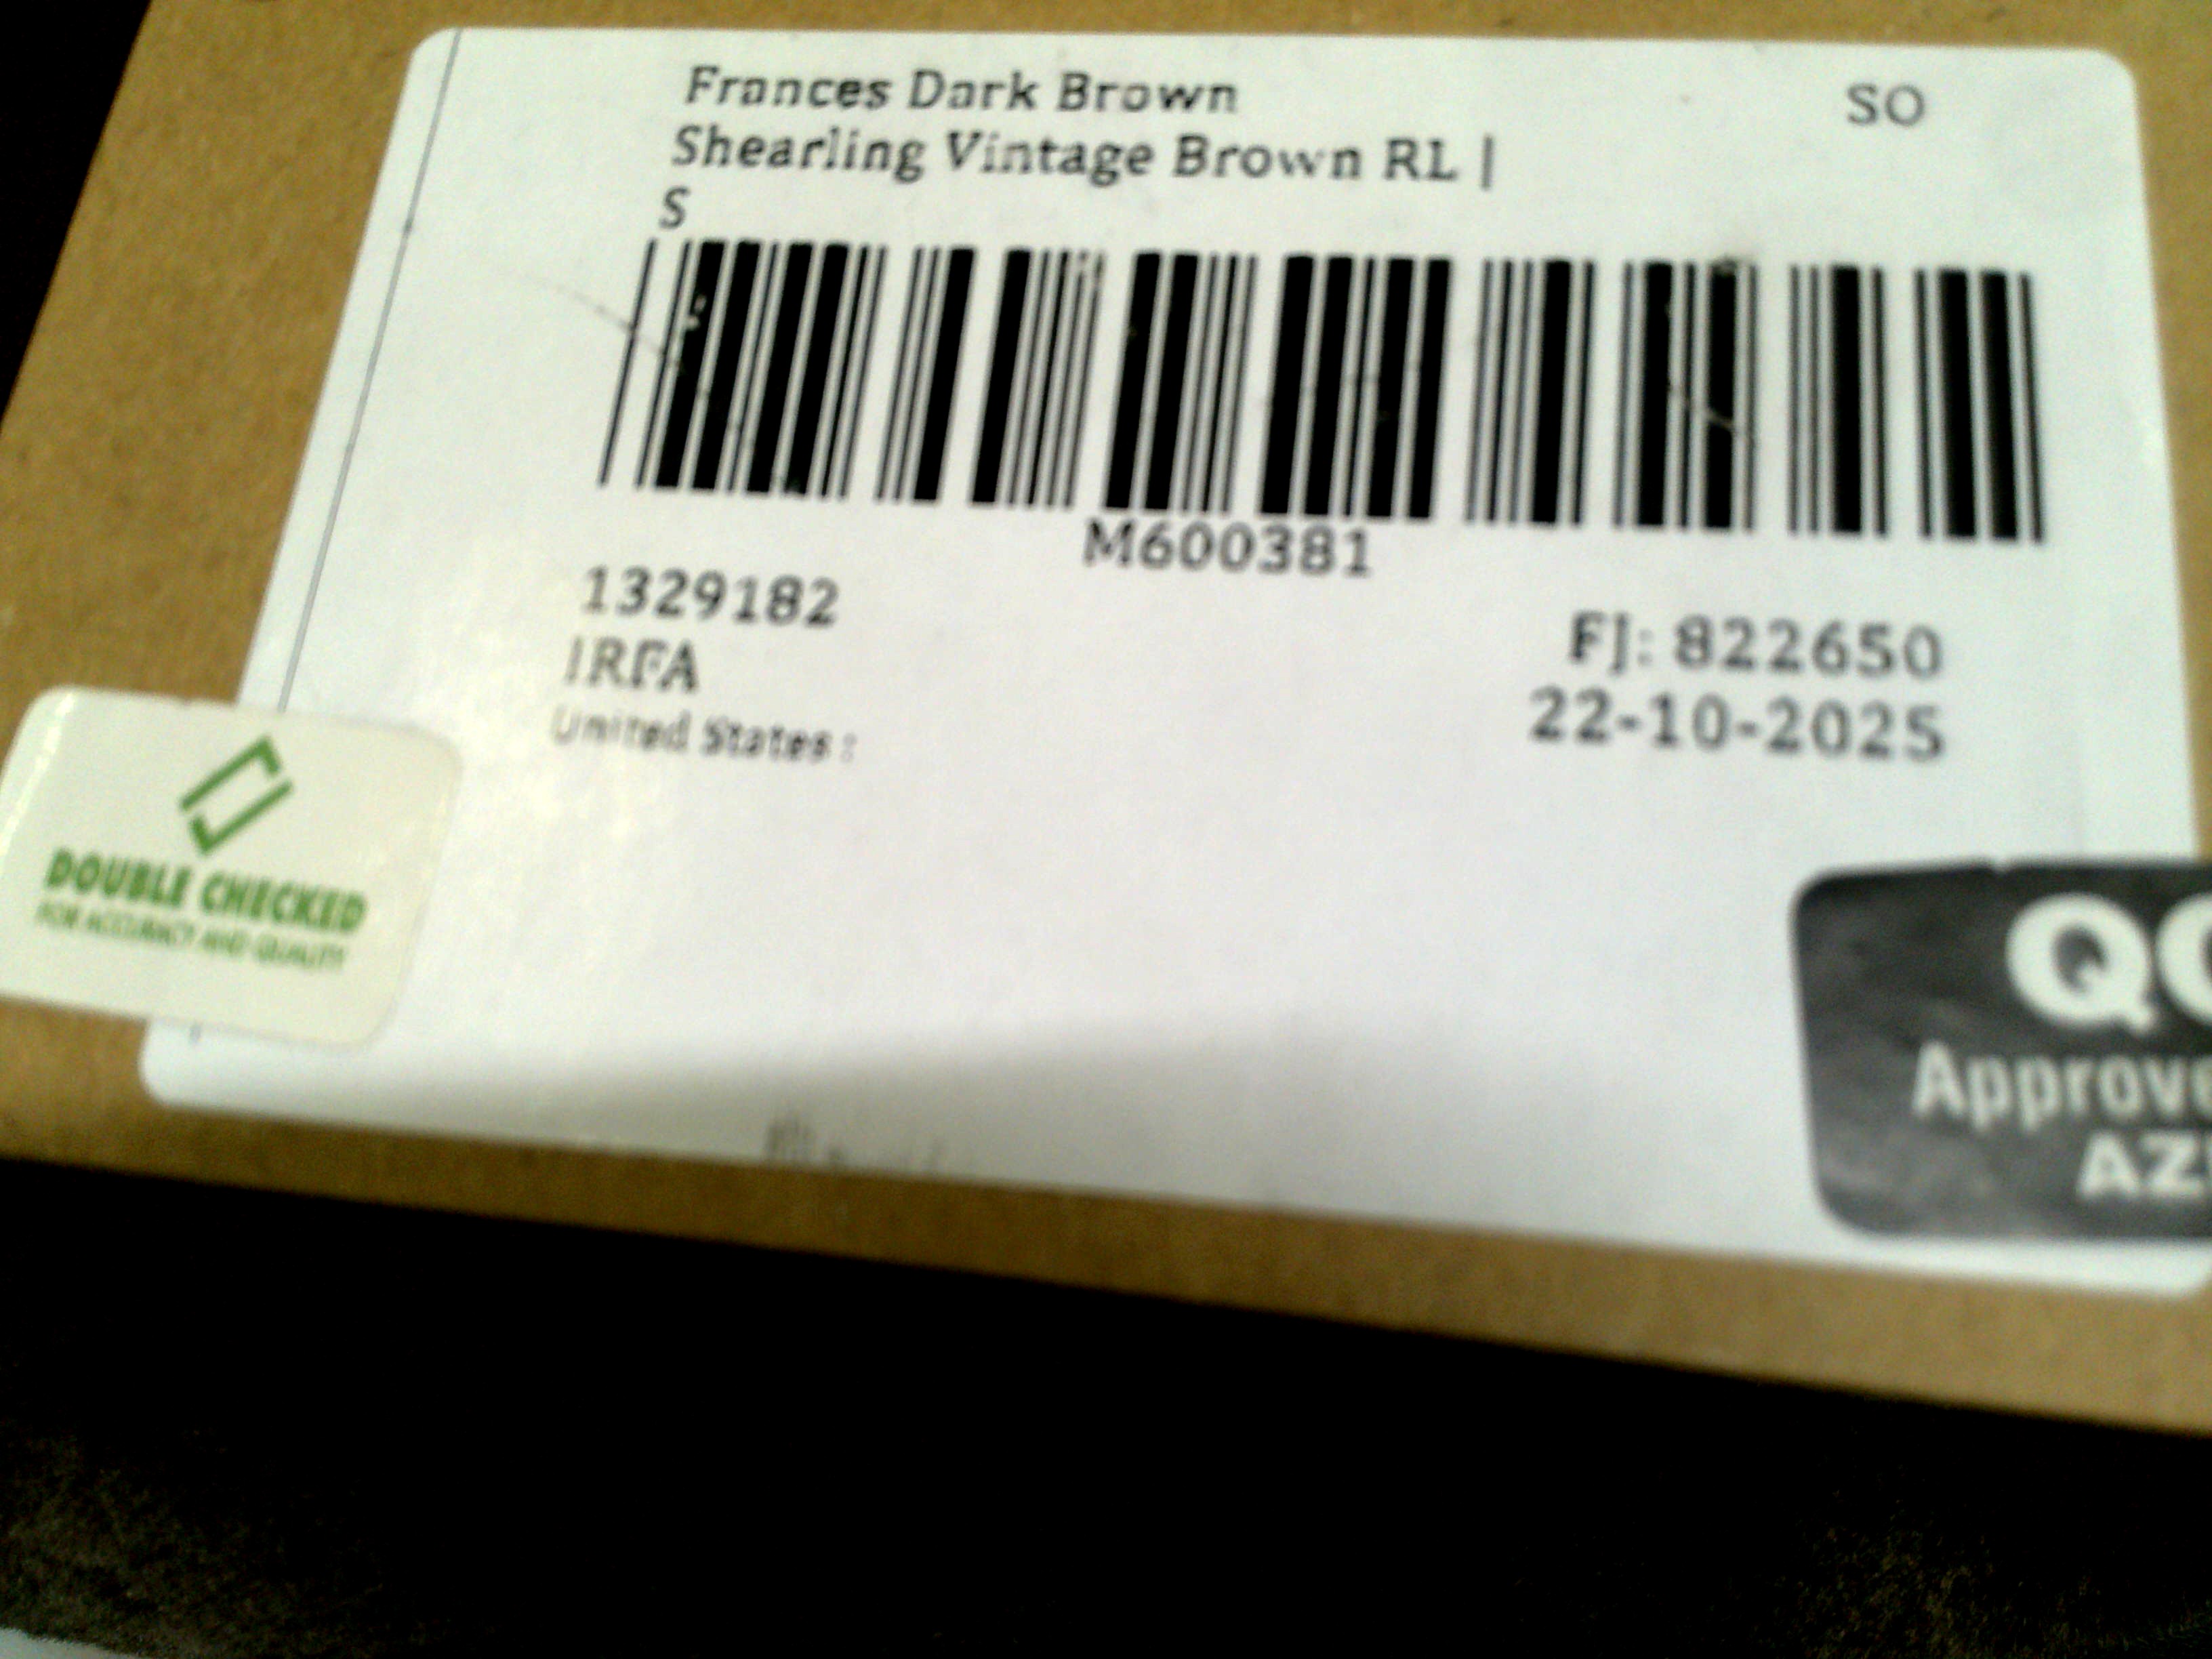 Frances Dark Brown
Shearling Vintage Brown RL |
S
SO
M600381
1329182
IRFA
United States :
FJ: 822650
22-10-2025
DOUBLE CHECKED
FOR ACCURACY AND QUALITY
Approve
AZ